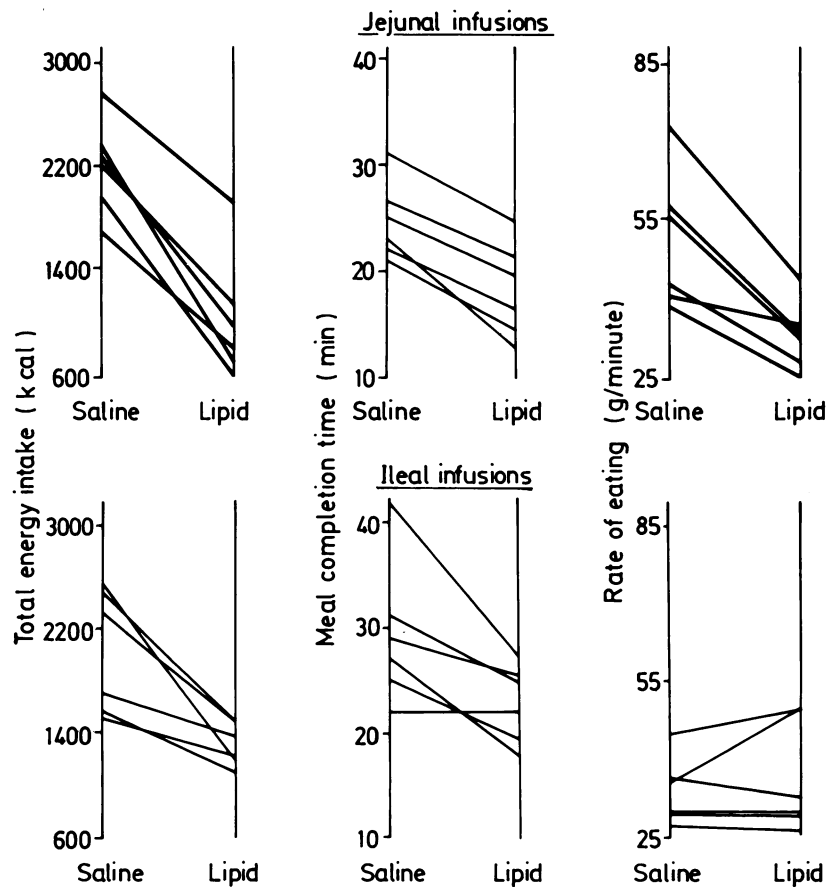 Jejunal infusions
Total energy intake (kcal)
3000
2200
1400
600
Saline Lipid
Meal completion time (min)
40
30
20
10
Saline Lipid
Rate of eating (g/minute)
85
55
25
Saline Lipid
Ileal infusions
3000
2200
1400
600
Saline Lipid
40
30
20
10
Saline Lipid
85
55
25
Saline Lipid